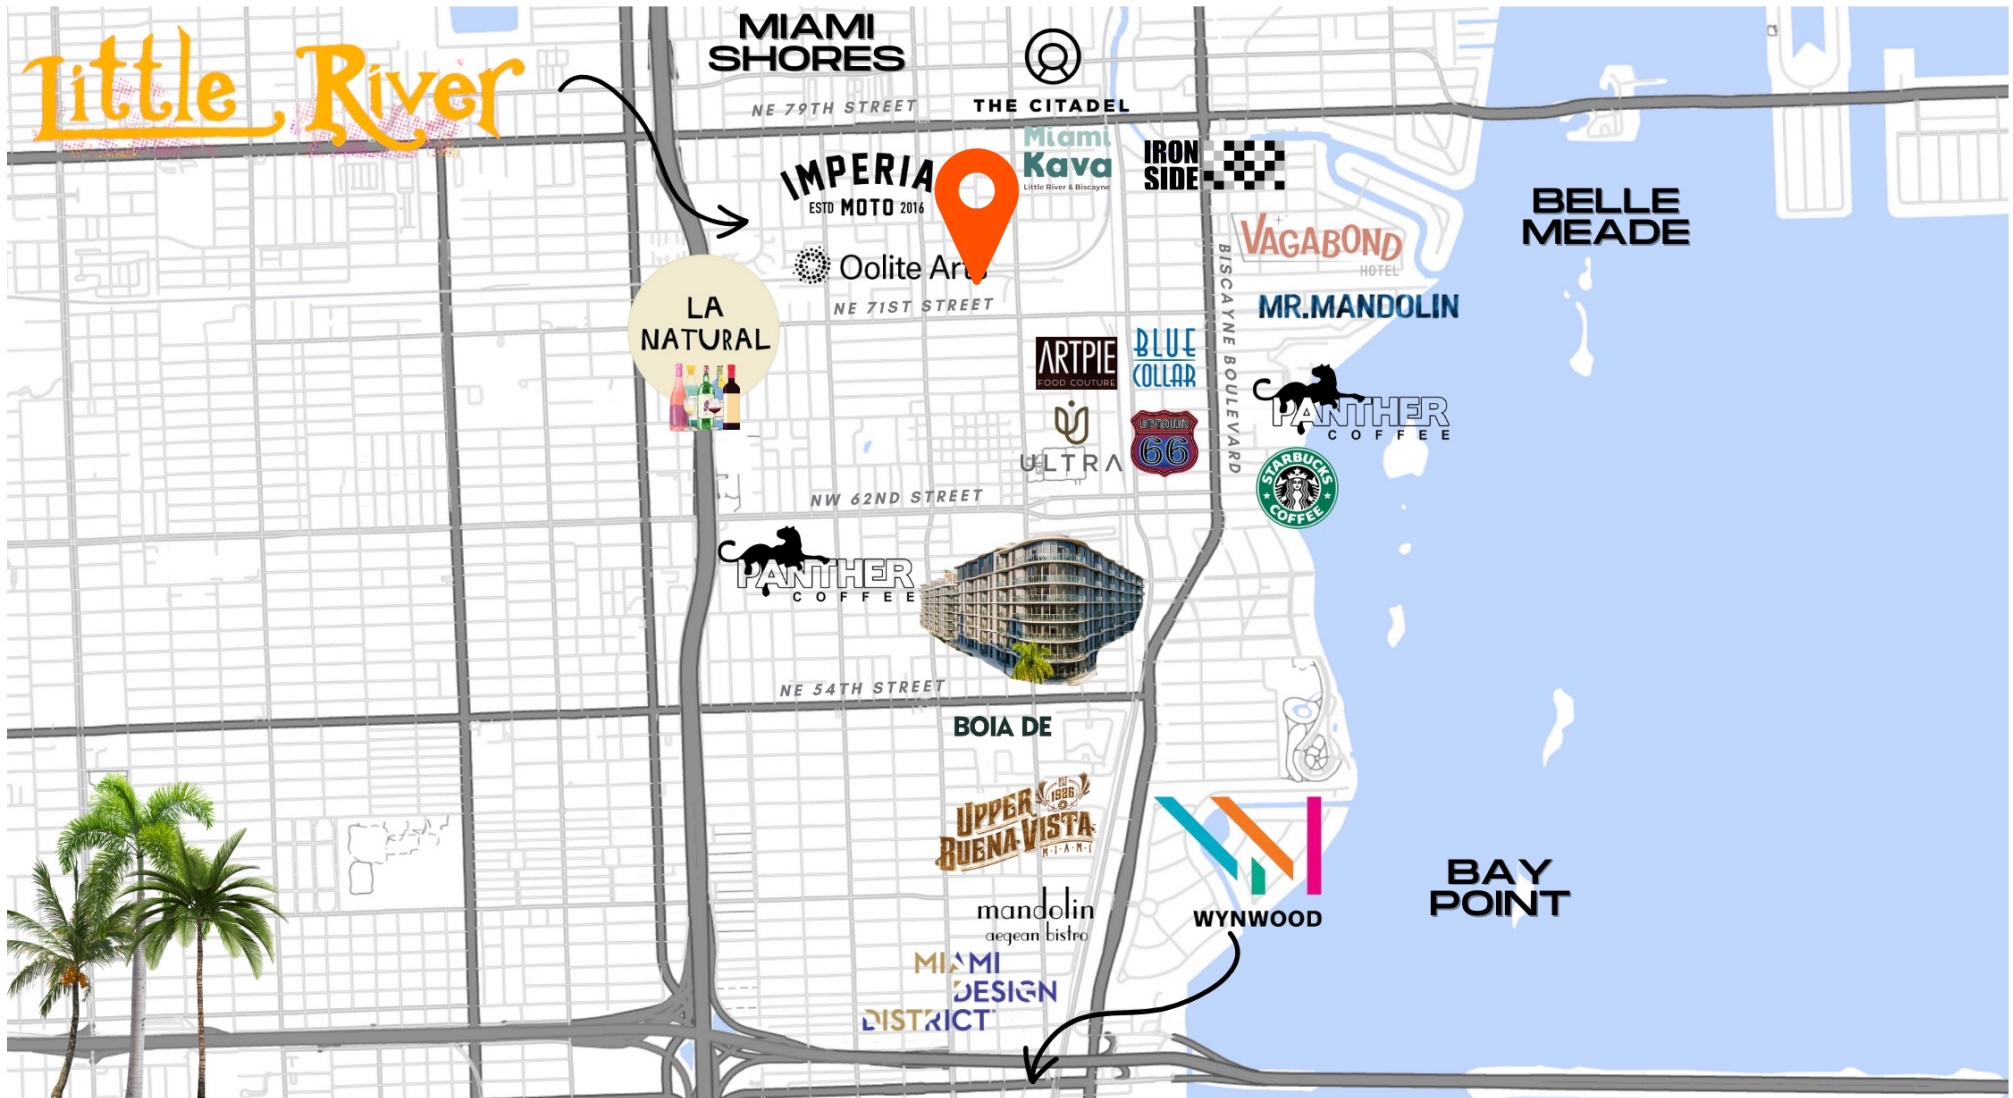 Little River
MIAMI
SHORES
NE 79TH STREET
THE CITADEL
Miami
Kava
Little River & Biscayne
IMPERIA
ESTD MOTO 2016
IRON
SIDE
BELLE
MEADE
VAGABOND
HOTEL
Oolite Arts
NE 71ST STREET
BISCAYNE BOULEVARD
MR.MANDOLIN
LA
NATURAL
ARTPIE
FOOD COUTURE
BLUE
COLLAR
PANTHER
COFFEE
ULTRA
UPTOWN
66
STARBUCKS
COFFEE
NW 62ND STREET
PANTHER
COFFEE
NE 54TH STREET
BOIA DE
EST
1926
UPPER
BUENA VISTA
MIAMI
WYNWOOD
BAY
POINT
mandolin
aegean bistro
MIAMI
DESIGN
DISTRICT